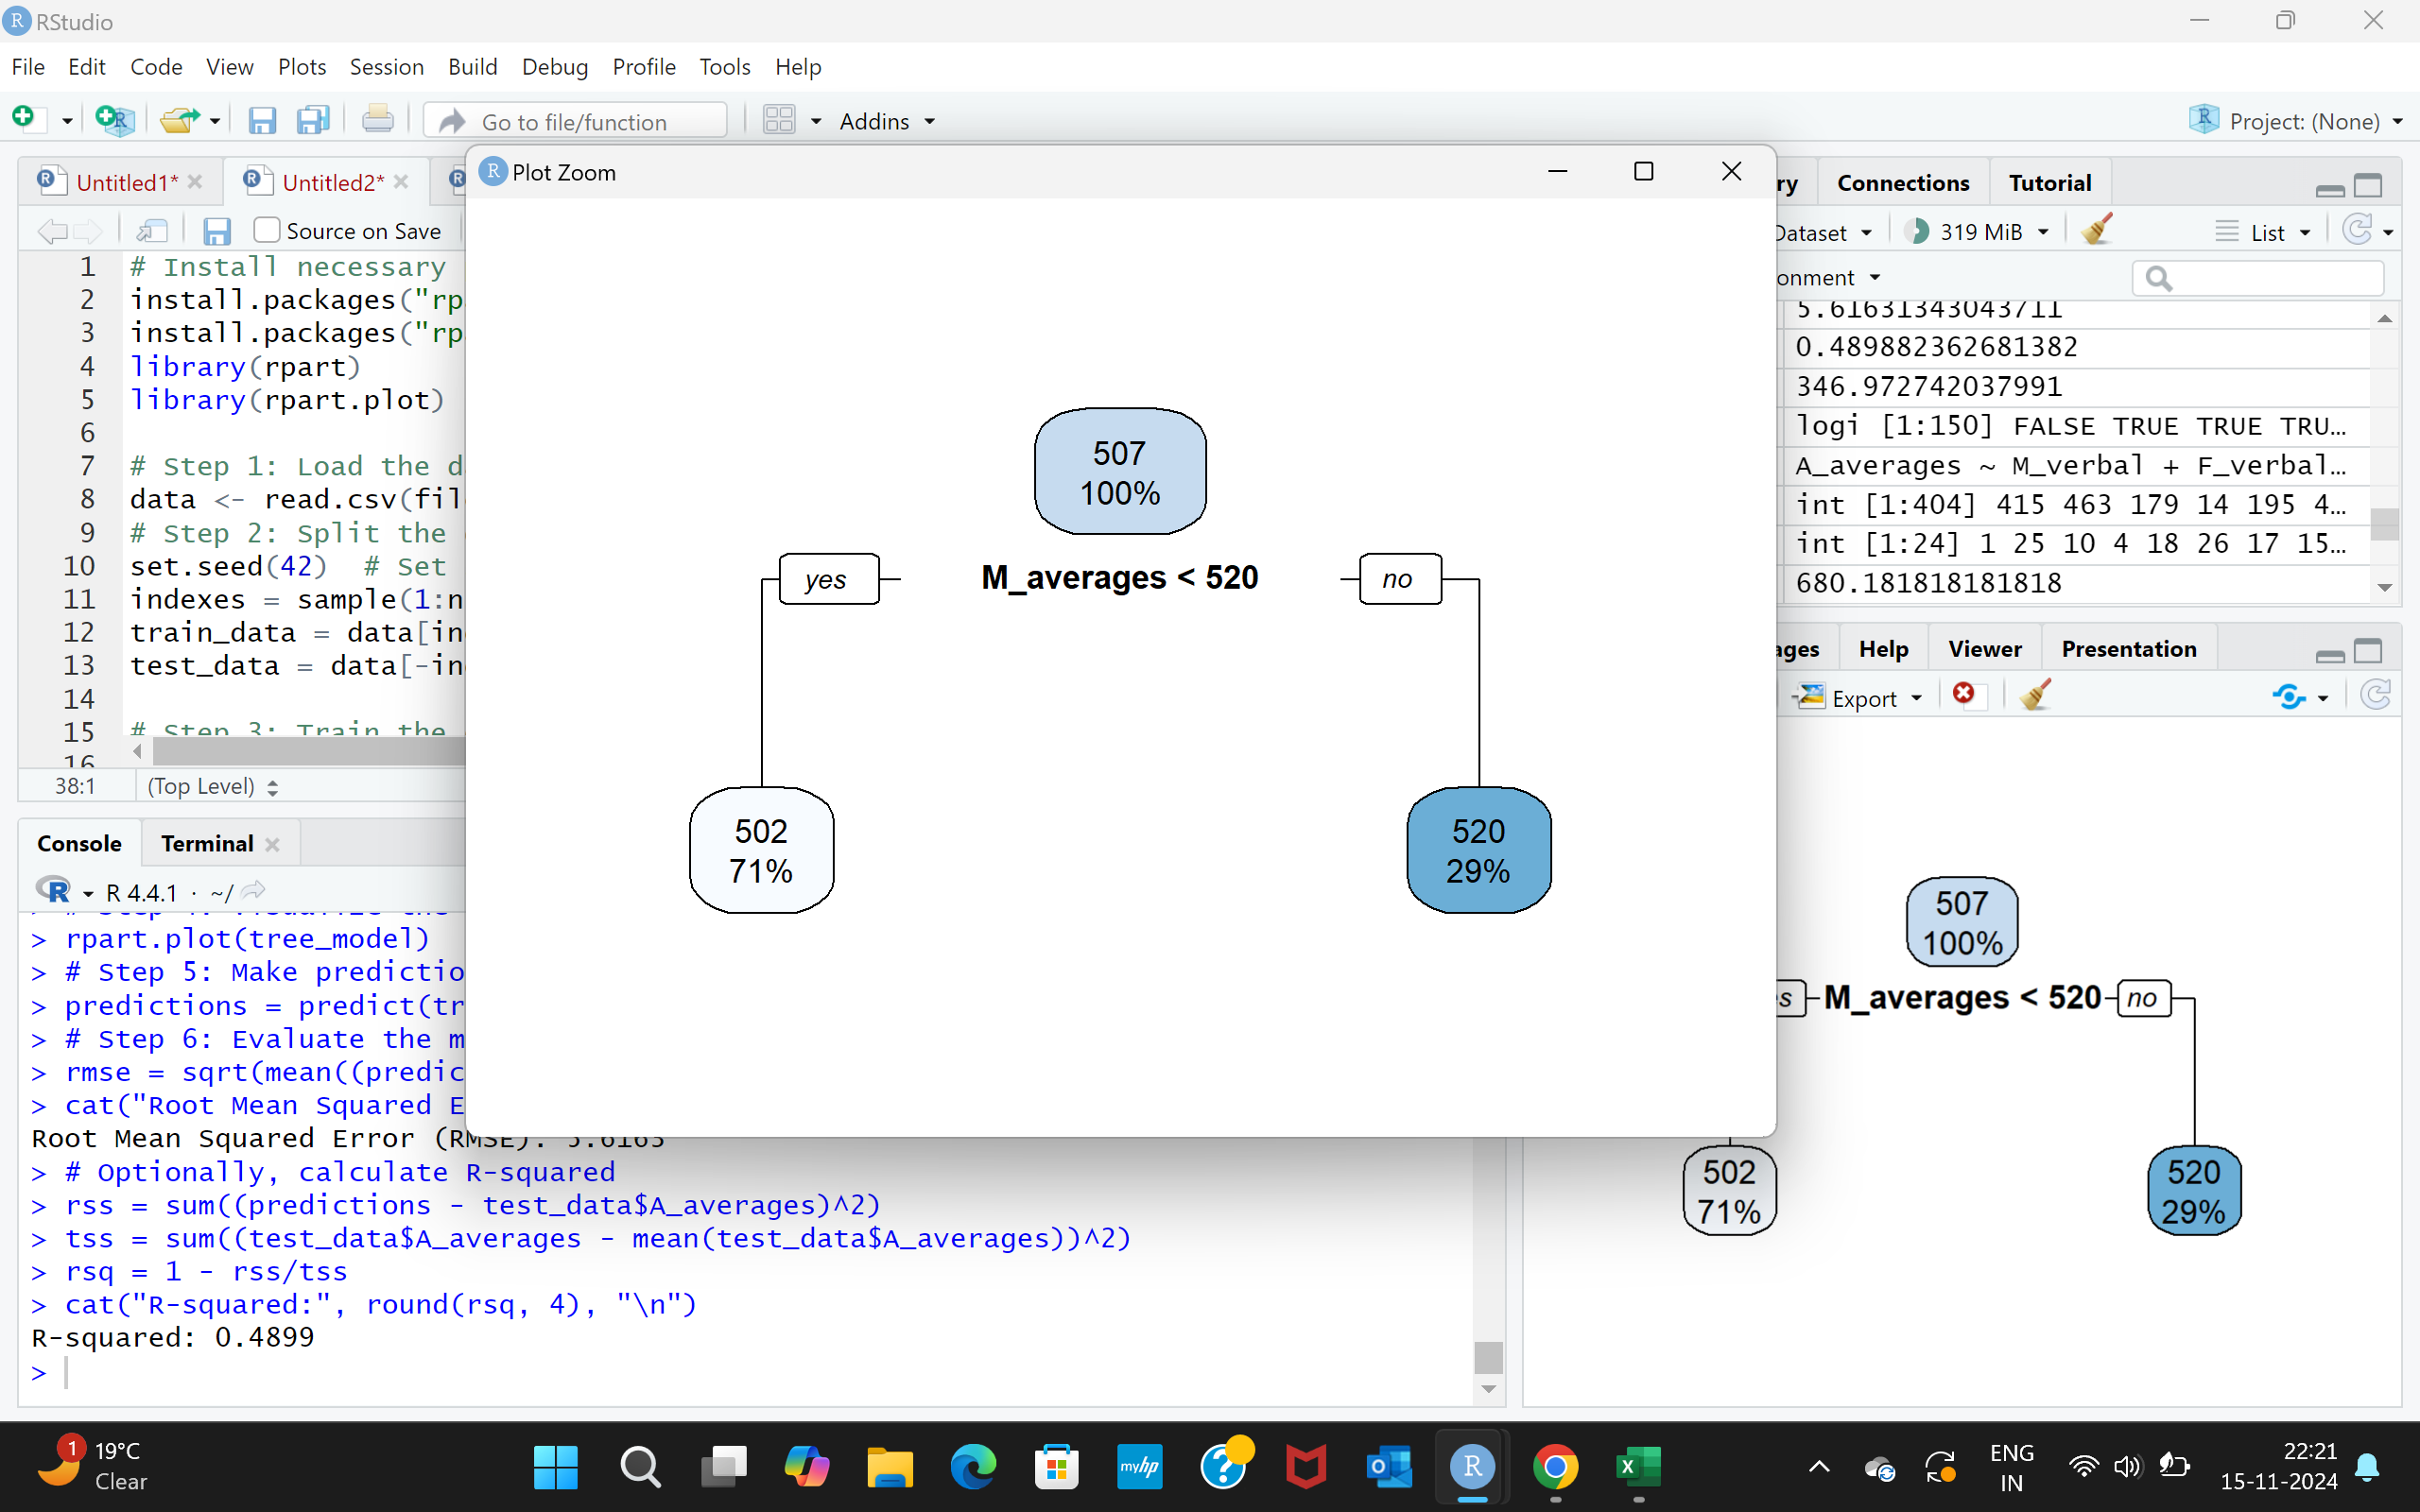 RStudio
File Edit Code View Plots Session Build Debug Profile Tools Help
Go to file/function Addins Project: (None)
Untitled1* Untitled2*
Source on Save
1 # Install necessary
2 install.packages("rp
3 install.packages("rp
4 library(rpart)
5 library(rpart.plot)
6
7 # Step 1: Load the d
8 data <- read.csv(fil
9 # Step 2: Split the
10 set.seed(42) # Set
11 indexes = sample(1:n
12 train_data = data[in
13 test_data = data[-in
14
15 # Step 3: Train the
16
38:1 (Top Level)
Plot Zoom
507
100%
yes M_averages < 520 no
502
71%
520
29%
ry Connections Tutorial
Dataset 319 MiB List
onment
5.61631343043711
0.489882362681382
346.972742037991
logi [1:150] FALSE TRUE TRUE TRU...
A_averages ~ M_verbal + F_verbal...
int [1:404] 415 463 179 14 195 4...
int [1:24] 1 25 10 4 18 26 17 15...
680.181818181818
ages Help Viewer Presentation
Export
507
100%
s M_averages < 520 no
502
71%
520
29%
Console Terminal
R R 4.4.1 · ~/
> rpart.plot(tree_model)
> # Step 5: Make predictio
> predictions = predict(tr
> # Step 6: Evaluate the m
> rmse = sqrt(mean((predic
> cat("Root Mean Squared E
Root Mean Squared Error (RMSE): 5.6163
> # Optionally, calculate R-squared
> rss = sum((predictions - test_data$A_averages)^2)
> tss = sum((test_data$A_averages - mean(test_data$A_averages))^2)
> rsq = 1 - rss/tss
> cat("R-squared:", round(rsq, 4), "\n")
R-squared: 0.4899
>
1 19°C
Clear
myhp
ENG
IN
22:21
15-11-2024